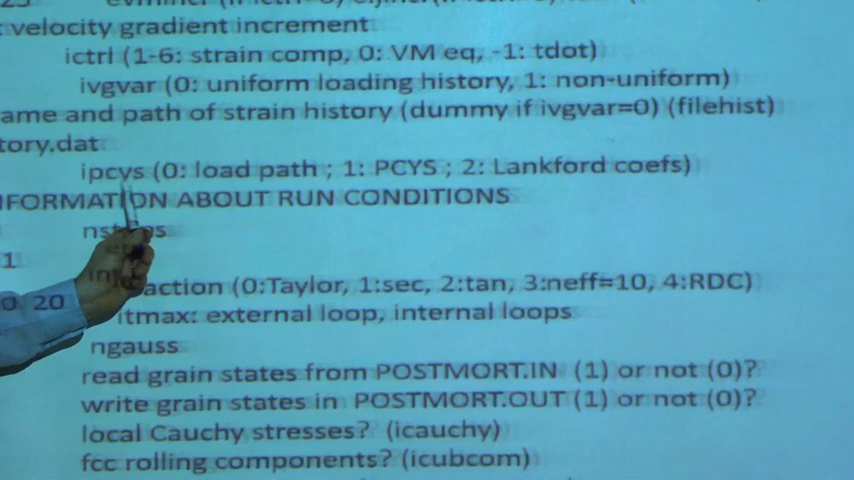 velocity gradient increment
ictrl (1-6: strain comp, 0: VM eq, -1: tdot)
ivgvar (0: uniform loading history, 1: non-uniform)
ame and path of strain history (dummy if ivgvar=0) (filehist)
tory.dat
ipcys (0: load path ; 1: PCYS ; 2: Lankford coefs)
NFORMATION ABOUT RUN CONDITIONS
1
action (0:Taylor, 1:sec, 2:tan, 3:neff=10, 4:RDC)
0, 20 itmax: external loop, internal loops
ngauss
read grain states from POSTMORT.IN (1) or not (0)?
write grain states in POSTMORT.OUT (1) or not (0)?
local Cauchy stresses? (icauchy)
fcc rolling components? (icubcom)